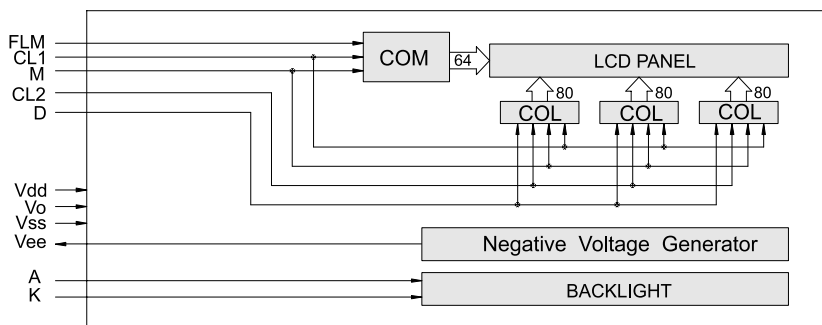 FLM
CL1
M
CL2
D
COM
64
LCD PANEL
80
80
80
COL
COL
COL
Vdd
Vo
Vss
Vee
Negative Voltage Generator
A
K
BACKLIGHT